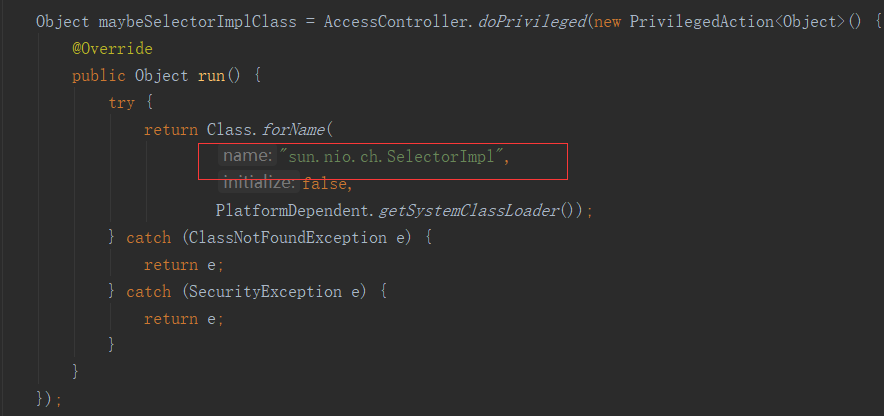 Object maybeSelectorImplClass = AccessController.doPrivileged(new PrivilegedAction<Object>() {
@Override
public Object run() {
try {
return Class.forName(
name: "sun.nio.ch.SelectorImpl",
initialize: false,
PlatformDependent.getSystemClassLoader());
} catch (ClassNotFoundException e) {
return e;
} catch (SecurityException e) {
return e;
}
}
});